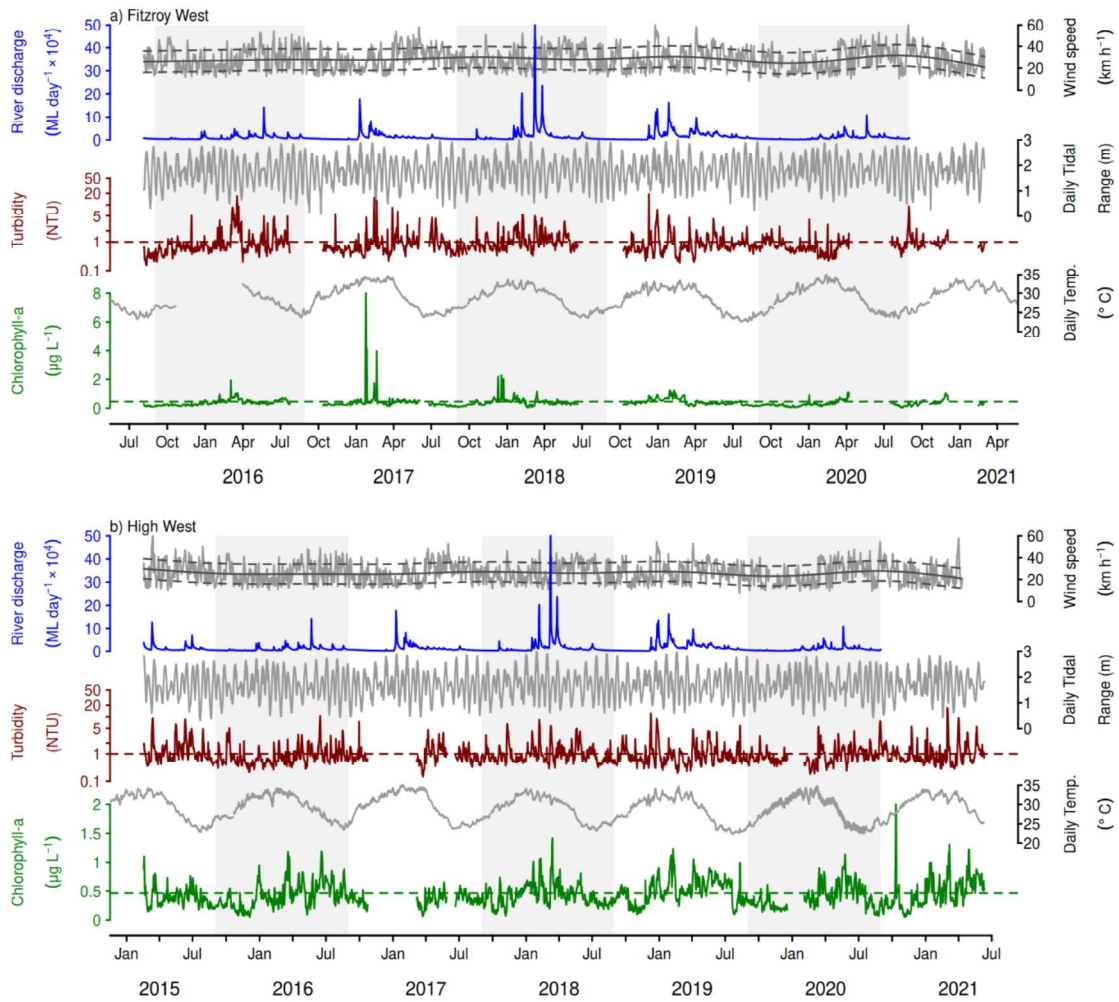 a) Fitzroy West
River discharge
(ML day⁻¹ × 10⁴)
50
40
30
20
10
0
60
40
20
0
Wind speed
(km h⁻¹)
3
2
1
0
Daily Tidal
Range (m)
Turbidity
(NTU)
50
20
5
1
0.1
35
30
25
20
Daily Temp.
(° C)
Chlorophyll-a
(µg L⁻¹)
8
6
4
2
0
Jul Oct Jan Apr Jul Oct Jan Apr Jul Oct Jan Apr Jul Oct Jan Apr Jul Oct Jan Apr Jul Oct Jan Apr
2016 2017 2018 2019 2020 2021
b) High West
River discharge
(ML day⁻¹ × 10⁴)
50
40
30
20
10
0
60
40
20
0
Wind speed
(km h⁻¹)
3
2
1
0
Daily Tidal
Range (m)
Turbidity
(NTU)
50
20
5
1
0.1
35
30
25
20
Daily Temp.
(° C)
Chlorophyll-a
(µg L⁻¹)
2
1.5
1
0.5
0
Jan Jul Jan Jul Jan Jul Jan Jul Jan Jul Jan Jul Jan Jul
2015 2016 2017 2018 2019 2020 2021